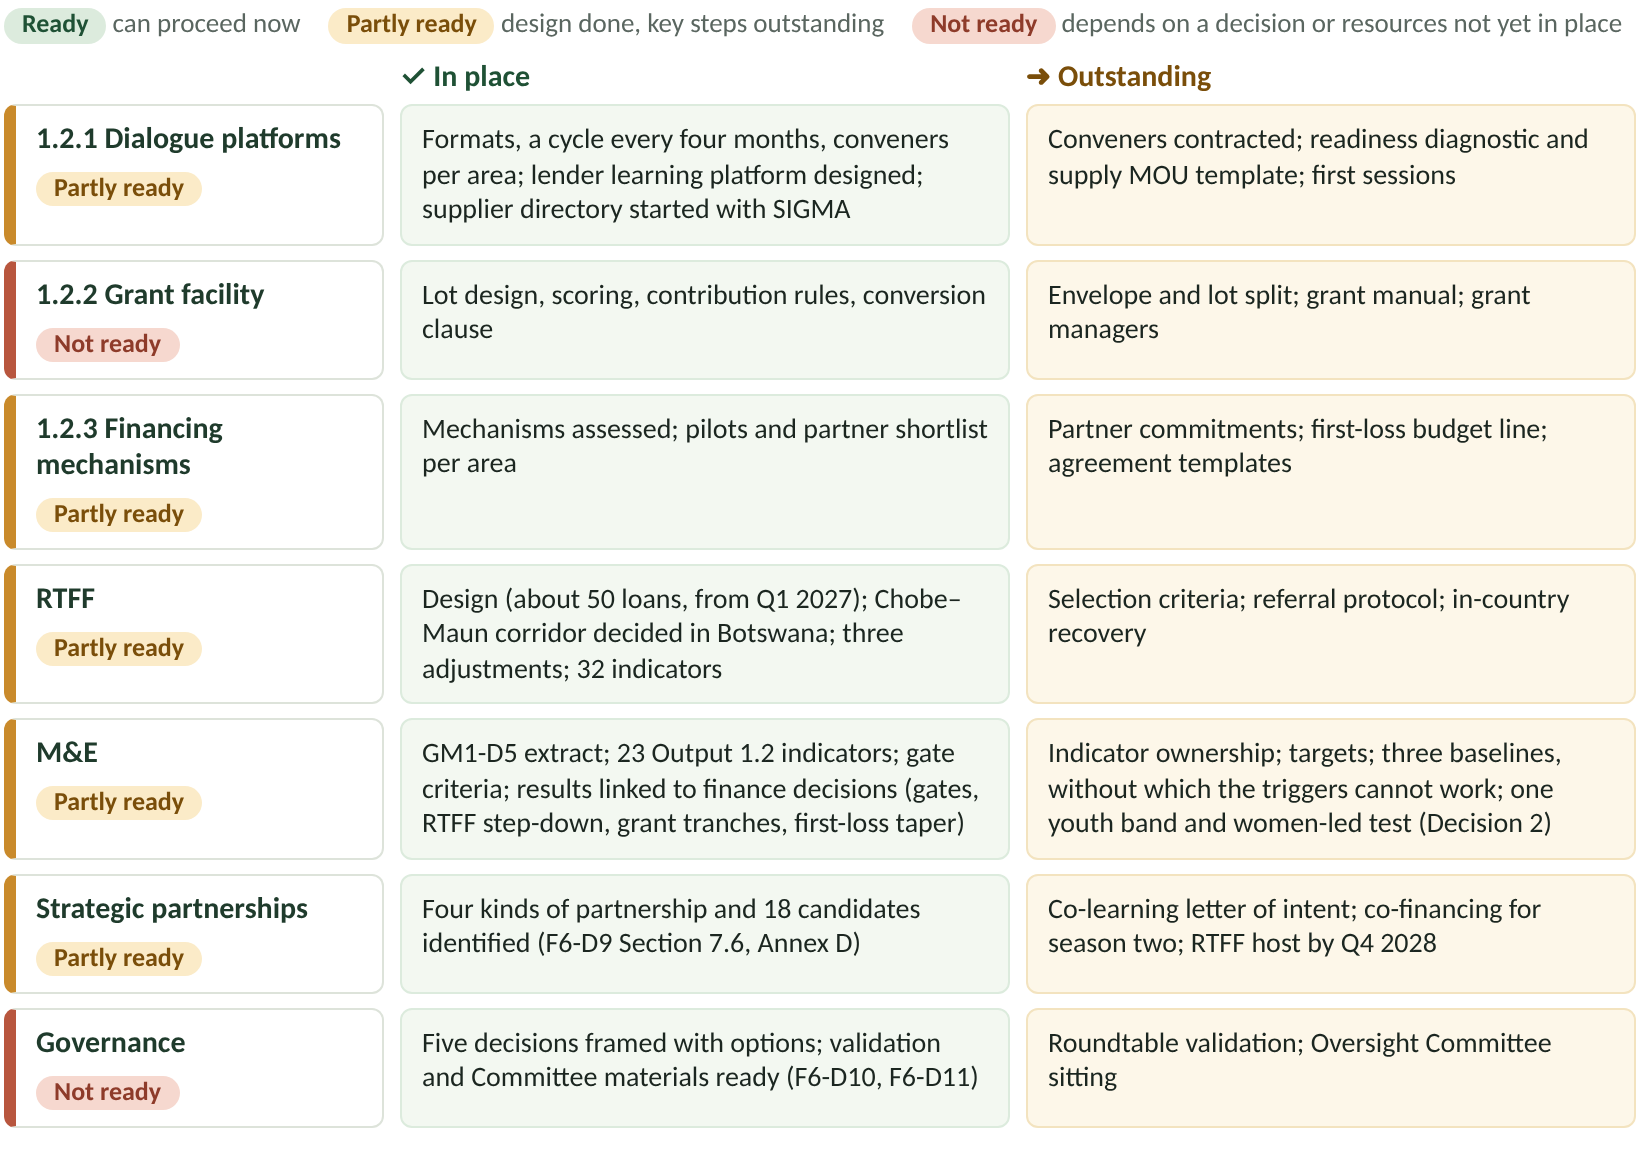 Ready can proceed now Partly ready design done, key steps outstanding Not ready depends on a decision or resources not yet in place
✓ In place
➜ Outstanding
1.2.1 Dialogue platforms
Partly ready
Formats, a cycle every four months, conveners
per area; lender learning platform designed;
supplier directory started with SIGMA
Conveners contracted; readiness diagnostic and
supply MOU template; first sessions
1.2.2 Grant facility
Not ready
Lot design, scoring, contribution rules, conversion
clause
Envelope and lot split; grant manual; grant
managers
1.2.3 Financing
mechanisms
Partly ready
Mechanisms assessed; pilots and partner shortlist
per area
Partner commitments; first-loss budget line;
agreement templates
RTFF
Partly ready
Design (about 50 loans, from Q1 2027); Chobe–
Maun corridor decided in Botswana; three
adjustments; 32 indicators
Selection criteria; referral protocol; in-country
recovery
M&E
Partly ready
GM1-D5 extract; 23 Output 1.2 indicators; gate
criteria; results linked to finance decisions (gates,
RTFF step-down, grant tranches, first-loss taper)
Indicator ownership; targets; three baselines,
without which the triggers cannot work; one
youth band and women-led test (Decision 2)
Strategic partnerships
Partly ready
Four kinds of partnership and 18 candidates
identified (F6-D9 Section 7.6, Annex D)
Co-learning letter of intent; co-financing for
season two; RTFF host by Q4 2028
Governance
Not ready
Five decisions framed with options; validation
and Committee materials ready (F6-D10, F6-D11)
Roundtable validation; Oversight Committee
sitting